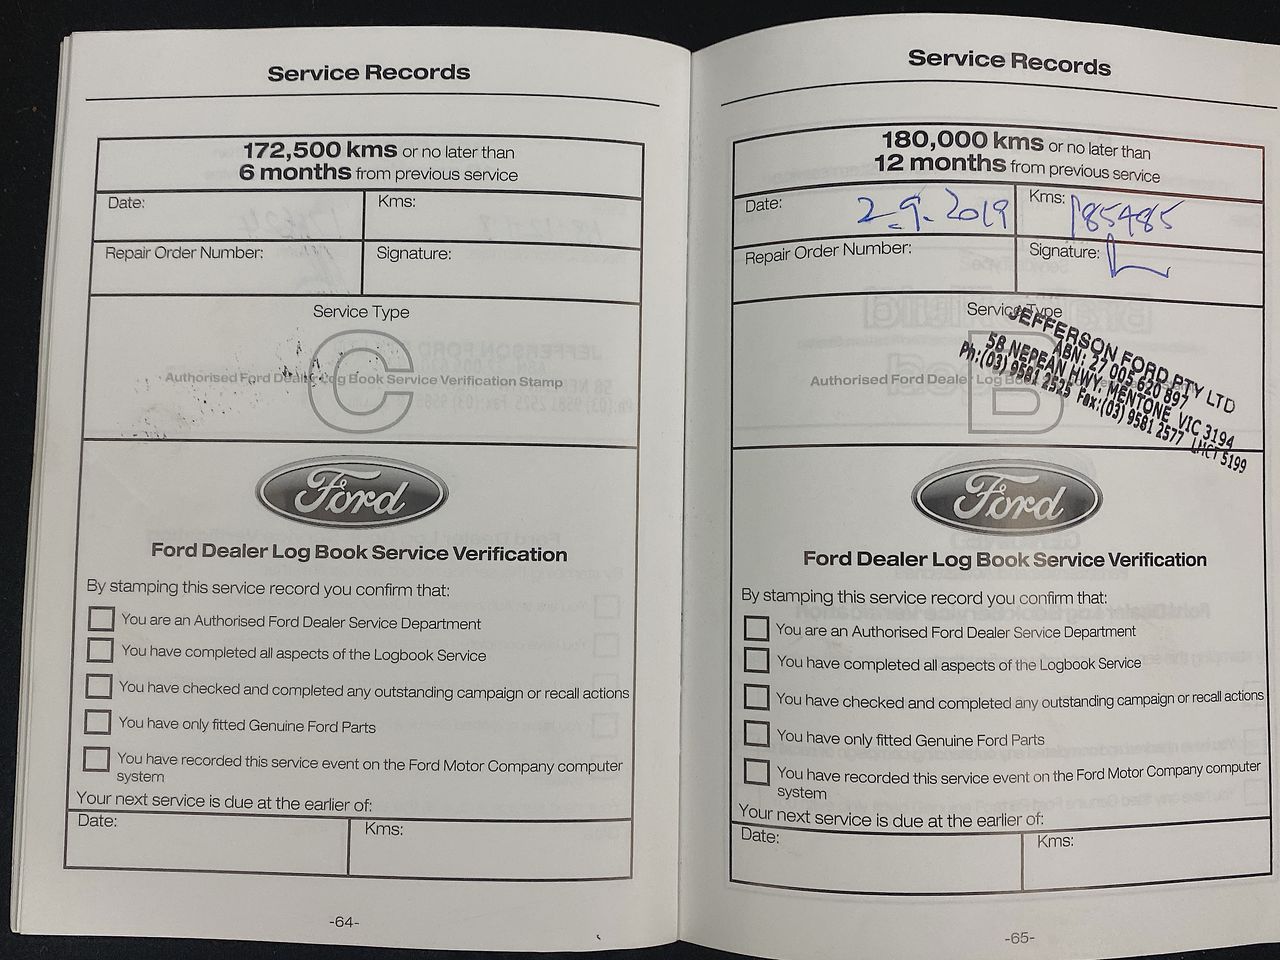 Service Records
172,500 kms or no later than
6 months from previous service
Date:
Kms:
Repair Order Number:
Signature:
Service Type
C
Authorised Ford Dealer Log Book Service Verification Stamp
Ford
Ford Dealer Log Book Service Verification
By stamping this service record you confirm that:
You are an Authorised Ford Dealer Service Department
You have completed all aspects of the Logbook Service
You have checked and completed any outstanding campaign or recall actions
You have only fitted Genuine Ford Parts
You have recorded this service event on the Ford Motor Company computer
system
Your next service is due at the earlier of:
Date:
Kms:
-64-
Service Records
180,000 kms or no later than
12 months from previous service
Date: 2.9.2019
Kms: 185485
Repair Order Number:
Signature:
Service Type
B
Authorised Ford Dealer Log Book
JEFFERSON FORD PTY LTD
ABN: 27 005 620 897
58 NEPEAN HWY. MENTONE VIC 3194
Ph:(03) 9581 2525 Fax:(03) 9581 2577 LMCT 5199
Ford
Ford Dealer Log Book Service Verification
By stamping this service record you confirm that:
You are an Authorised Ford Dealer Service Department
You have completed all aspects of the Logbook Service
You have checked and completed any outstanding campaign or recall actions
You have only fitted Genuine Ford Parts
You have recorded this service event on the Ford Motor Company computer
system
Your next service is due at the earlier of:
Date:
Kms:
-65-